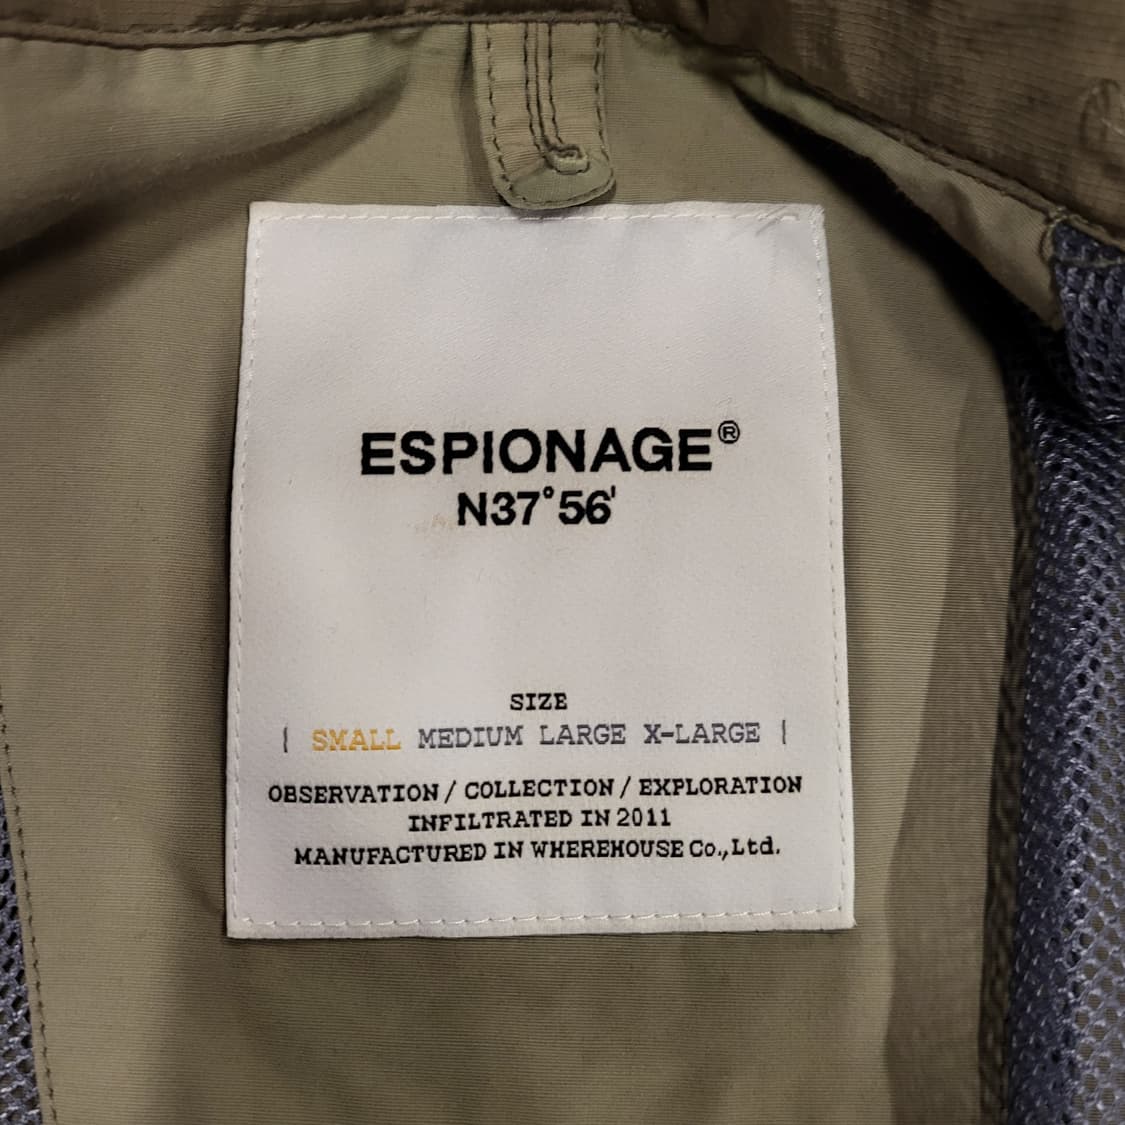 ESPIONAGE®
N37°56'
SIZE
| SMALL MEDIUM LARGE X-LARGE |
OBSERVATION / COLLECTION / EXPLORATION
INFILTRATED IN 2011
MANUFACTURED IN WHEREHOUSE Co.,Ltd.